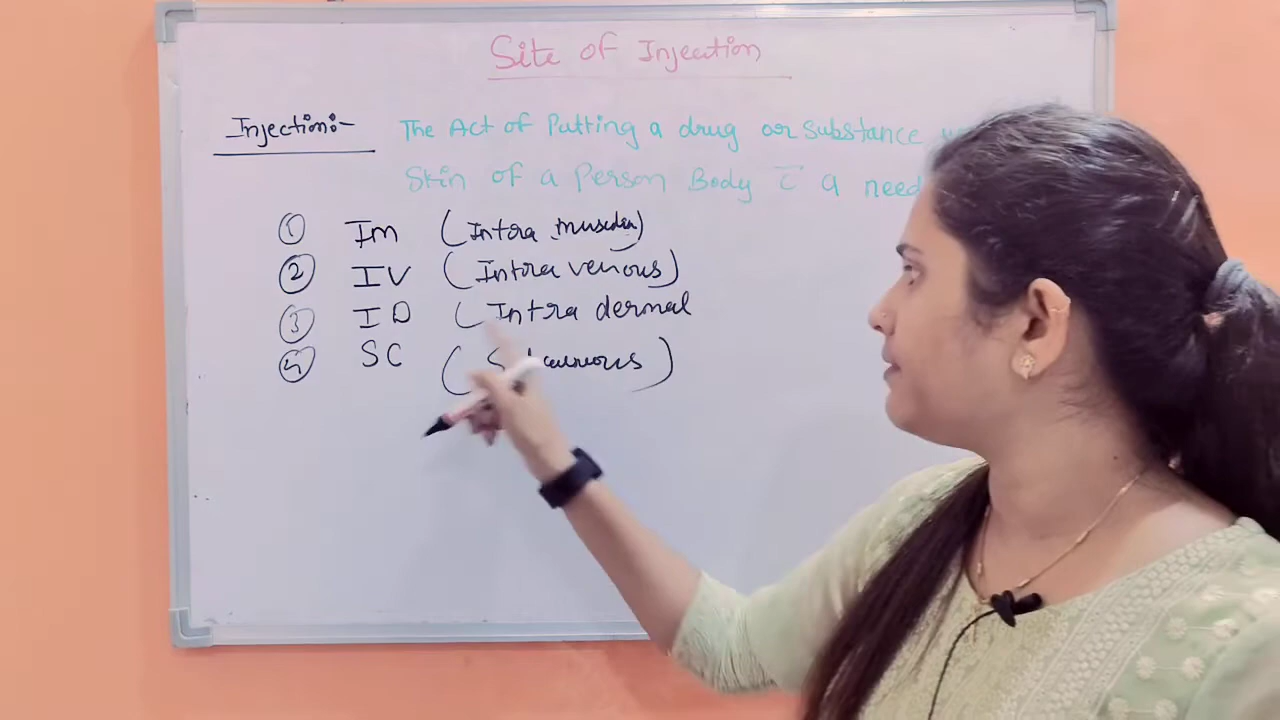 Site of Injection
Injection:- The Act of Putting a drug or substance
Skin of a Person Body c̄ a
① Im (Intra muscular)
② IV (Intra venous)
③ ID (Intra dermal
④ SC (